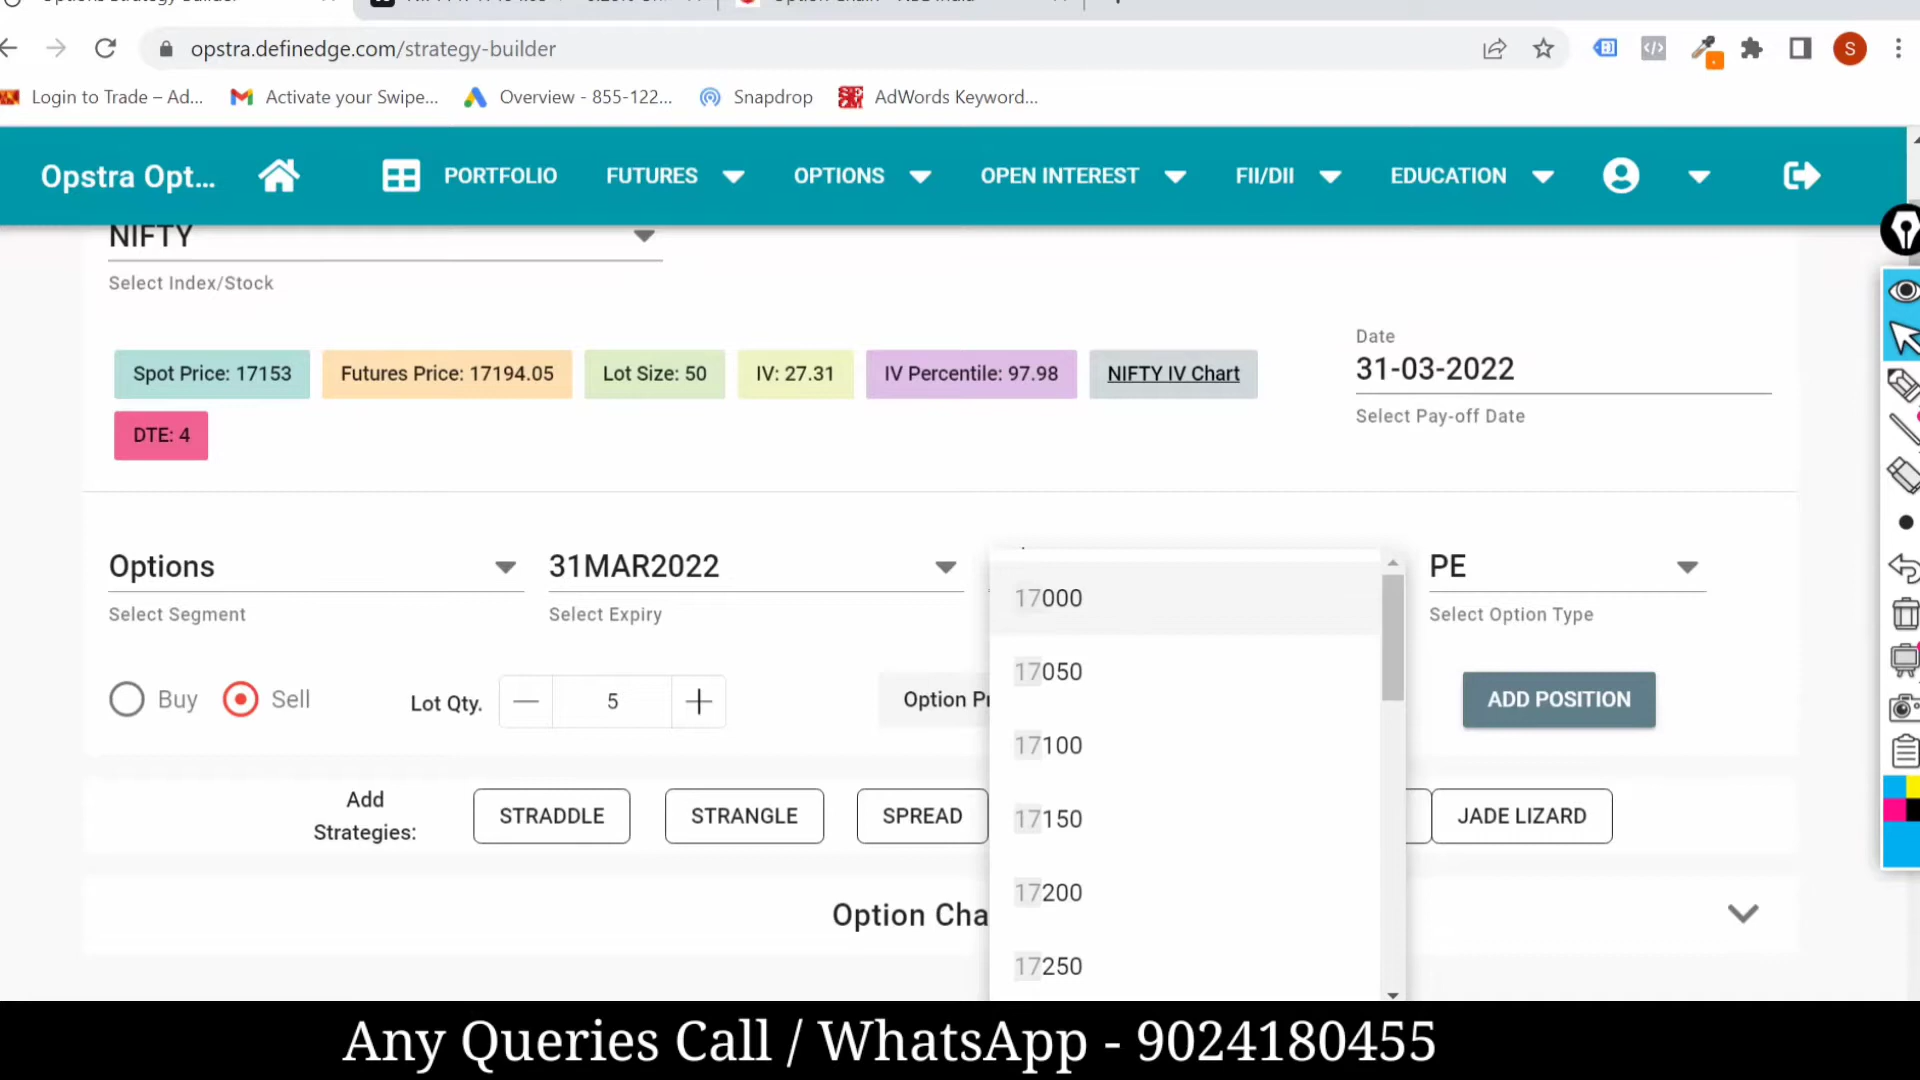 opstra.definedge.com/strategy-builder
S
Login to Trade – Ad...
Activate your Swipe...
Overview - 855-122...
Snapdrop
AdWords Keyword...
Opstra Opt...
PORTFOLIO
FUTURES
OPTIONS
OPEN INTEREST
FII/DII
EDUCATION
NIFTY
Select Index/Stock
Spot Price: 17153
Futures Price: 17194.05
Lot Size: 50
IV: 27.31
IV Percentile: 97.98
NIFTY IV Chart
DTE: 4
Date
31-03-2022
Select Pay-off Date
Options
Select Segment
31MAR2022
Select Expiry
17000
17050
17100
17150
17200
17250
PE
Select Option Type
Buy
Sell
Lot Qty.
5
Option
ADD POSITION
Add
Strategies:
STRADDLE
STRANGLE
SPREAD
JADE LIZARD
Option
Any Queries Call / WhatsApp - 9024180455